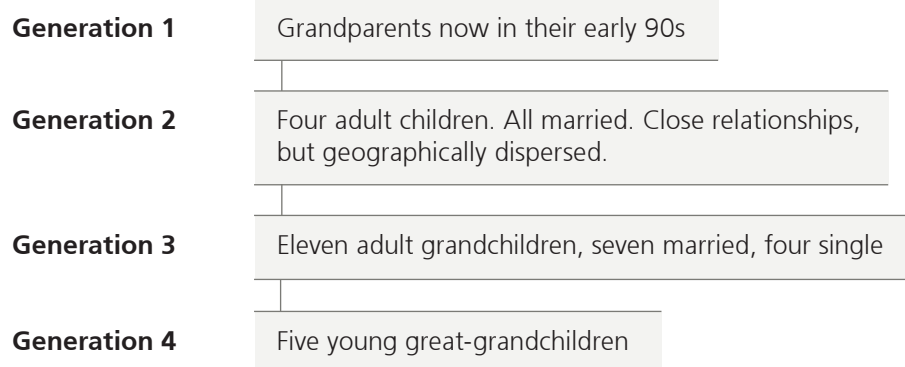 Generation 1
Grandparents now in their early 90s
Generation 2
Four adult children. All married. Close relationships,
but geographically dispersed.
Generation 3
Eleven adult grandchildren, seven married, four single
Generation 4
Five young great-grandchildren